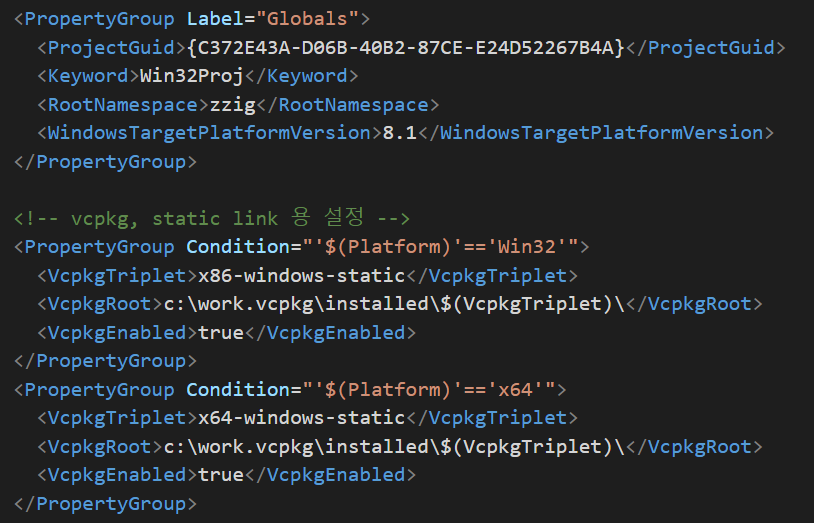 <PropertyGroup Label="Globals">
  <ProjectGuid>{C372E43A-D06B-40B2-87CE-E24D52267B4A}</ProjectGuid>
  <Keyword>Win32Proj</Keyword>
  <RootNamespace>zzig</RootNamespace>
  <WindowsTargetPlatformVersion>8.1</WindowsTargetPlatformVersion>
</PropertyGroup>

<!-- vcpkg, static link 용 설정 -->
<PropertyGroup Condition="'$(Platform)'=='Win32'">
  <VcpkgTriplet>x86-windows-static</VcpkgTriplet>
  <VcpkgRoot>c:\work.vcpkg\installed\$(VcpkgTriplet)\</VcpkgRoot>
  <VcpkgEnabled>true</VcpkgEnabled>
</PropertyGroup>
<PropertyGroup Condition="'$(Platform)'=='x64'">
  <VcpkgTriplet>x64-windows-static</VcpkgTriplet>
  <VcpkgRoot>c:\work.vcpkg\installed\$(VcpkgTriplet)\</VcpkgRoot>
  <VcpkgEnabled>true</VcpkgEnabled>
</PropertyGroup>